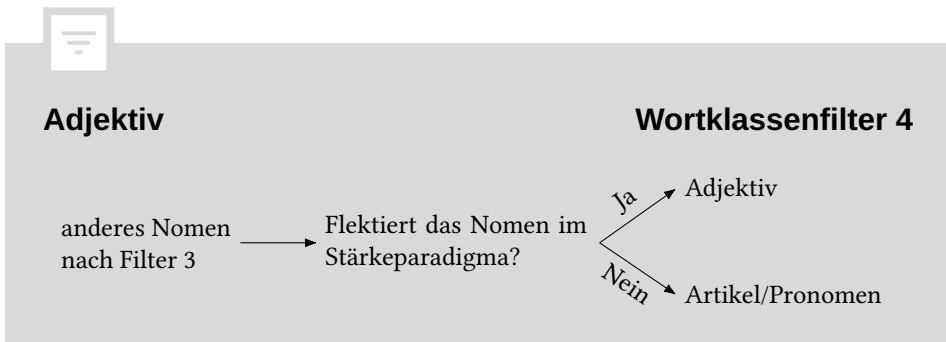 Adjektiv
Wortklassenfilter 4
anderes Nomen
nach Filter 3
Flektiert das Nomen im
Stärkeparadigma?
Ja
Adjektiv
Nein
Artikel/Pronomen